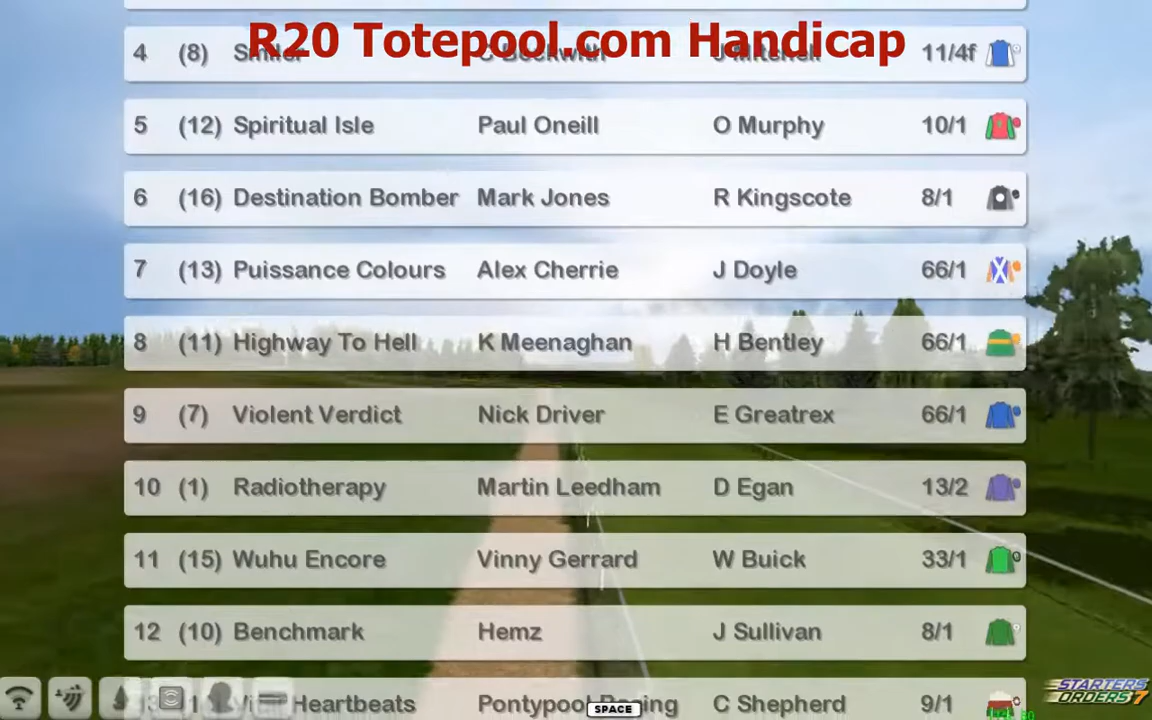 R20 Totepool.com Handicap
4 (8) Smiler C Beckwith J Mitchell 11/4f
5 (12) Spiritual Isle Paul Oneill O Murphy 10/1
6 (16) Destination Bomber Mark Jones R Kingscote 8/1
7 (13) Puissance Colours Alex Cherrie J Doyle 66/1
8 (11) Highway To Hell K Meenaghan H Bentley 66/1
9 (7) Violent Verdict Nick Driver E Greatrex 66/1
10 (1) Radiotherapy Martin Leedham D Egan 13/2
11 (15) Wuhu Encore Vinny Gerrard W Buick 33/1
12 (10) Benchmark Hemz J Sullivan 8/1
Heartbeats C Shepherd 9/1
SPACE
STARTERS ORDERS 7